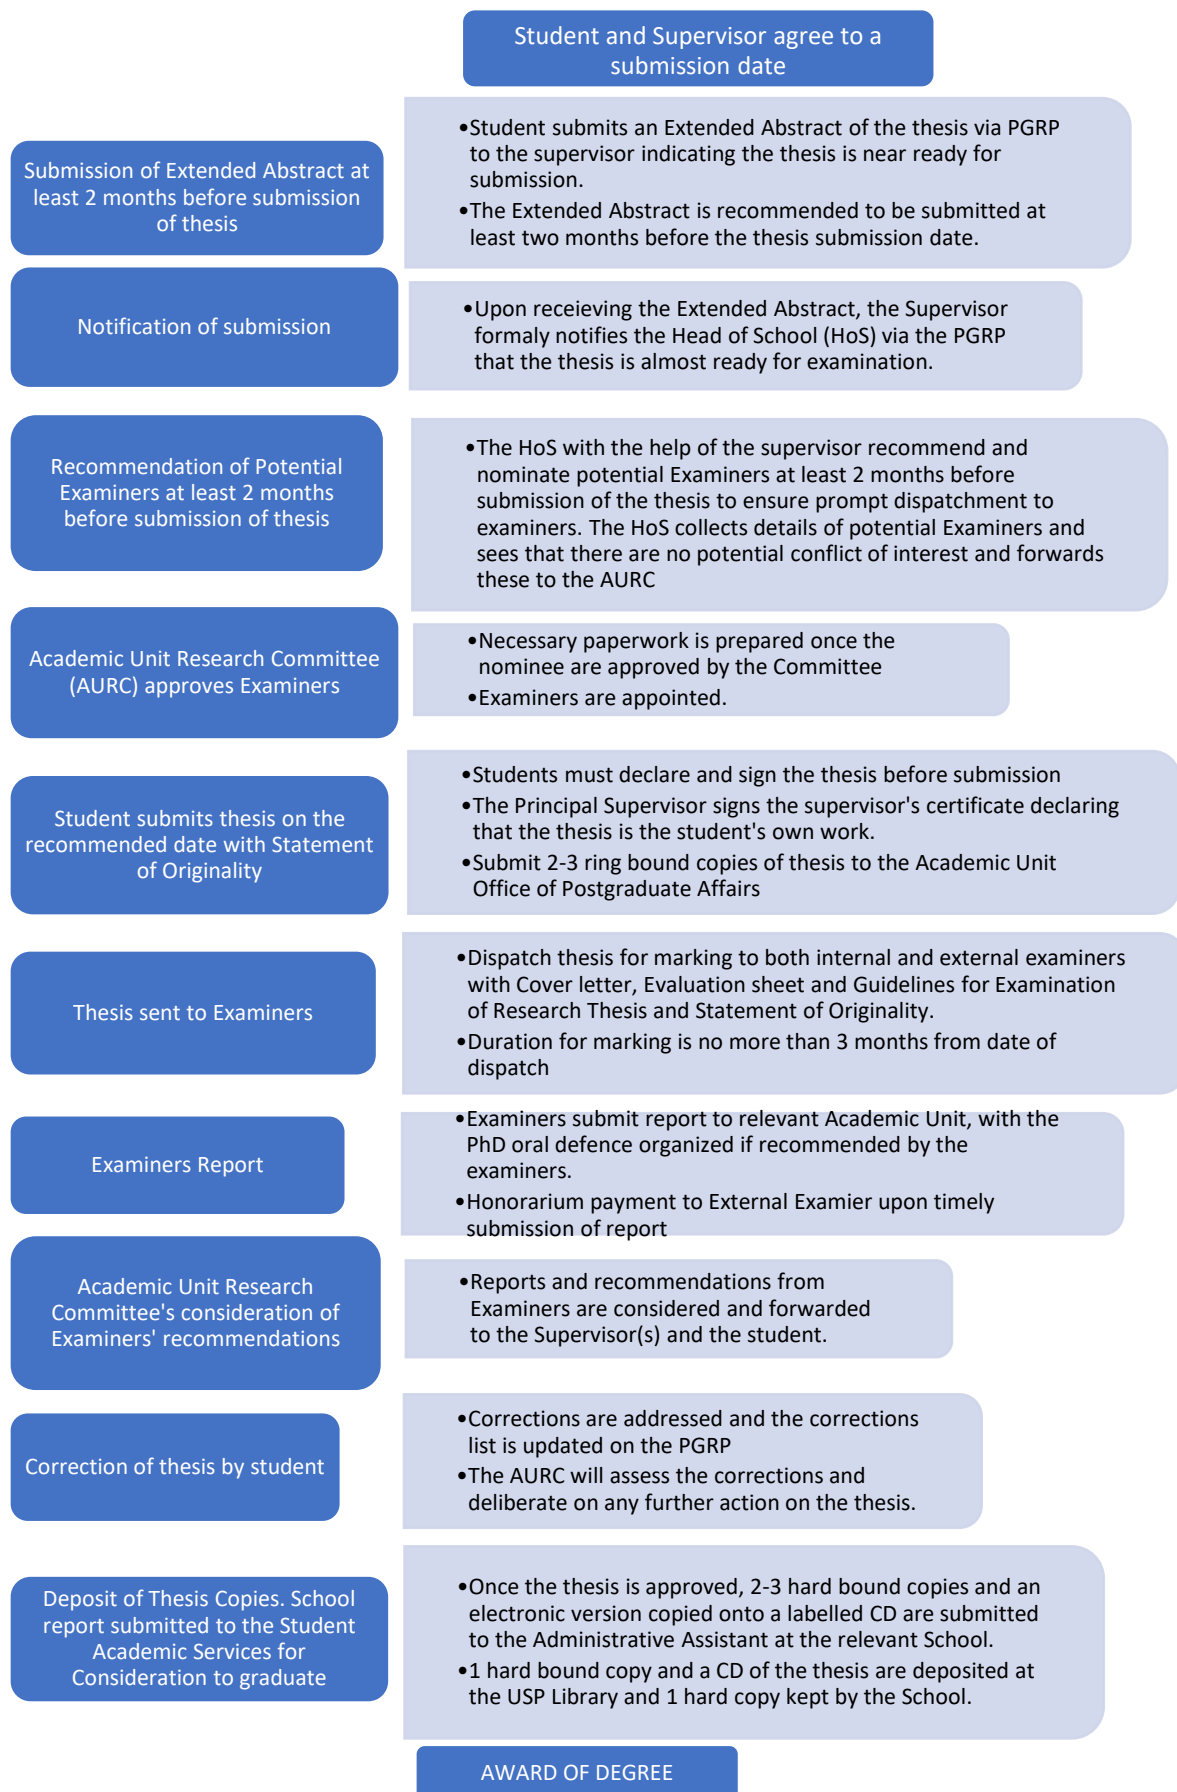 Student and Supervisor agree to a
submission date
Submission of Extended Abstract at
least 2 months before submission
of thesis
•Student submits an Extended Abstract of the thesis via PGRP
to the supervisor indicating the thesis is near ready for
submission.
•The Extended Abstract is recommended to be submitted at
least two months before the thesis submission date.
Notification of submission
•Upon receieving the Extended Abstract, the Supervisor
formaly notifies the Head of School (HoS) via the PGRP
that the thesis is almost ready for examination.
Recommendation of Potential
Examiners at least 2 months
before submission of thesis
•The HoS with the help of the supervisor recommend and
nominate potential Examiners at least 2 months before
submission of the thesis to ensure prompt dispatchment to
examiners. The HoS collects details of potential Examiners and
sees that there are no potential conflict of interest and forwards
these to the AURC
Academic Unit Research Committee
(AURC) approves Examiners
•Necessary paperwork is prepared once the
nominee are approved by the Committee
•Examiners are appointed.
Student submits thesis on the
recommended date with Statement
of Originality
•Students must declare and sign the thesis before submission
•The Principal Supervisor signs the supervisor's certificate declaring
that the thesis is the student's own work.
•Submit 2-3 ring bound copies of thesis to the Academic Unit
Office of Postgraduate Affairs
Thesis sent to Examiners
•Dispatch thesis for marking to both internal and external examiners
with Cover letter, Evaluation sheet and Guidelines for Examination
of Research Thesis and Statement of Originality.
•Duration for marking is no more than 3 months from date of
dispatch
Examiners Report
•Examiners submit report to relevant Academic Unit, with the
PhD oral defence organized if recommended by the
examiners.
•Honorarium payment to External Examier upon timely
submission of report
Academic Unit Research
Committee's consideration of
Examiners' recommendations
•Reports and recommendations from
Examiners are considered and forwarded
to the Supervisor(s) and the student.
Correction of thesis by student
•Corrections are addressed and the corrections
list is updated on the PGRP
•The AURC will assess the corrections and
deliberate on any further action on the thesis.
Deposit of Thesis Copies. School
report submitted to the Student
Academic Services for
Consideration to graduate
•Once the thesis is approved, 2-3 hard bound copies and an
electronic version copied onto a labelled CD are submitted
to the Administrative Assistant at the relevant School.
•1 hard bound copy and a CD of the thesis are deposited at
the USP Library and 1 hard copy kept by the School.
AWARD OF DEGREE